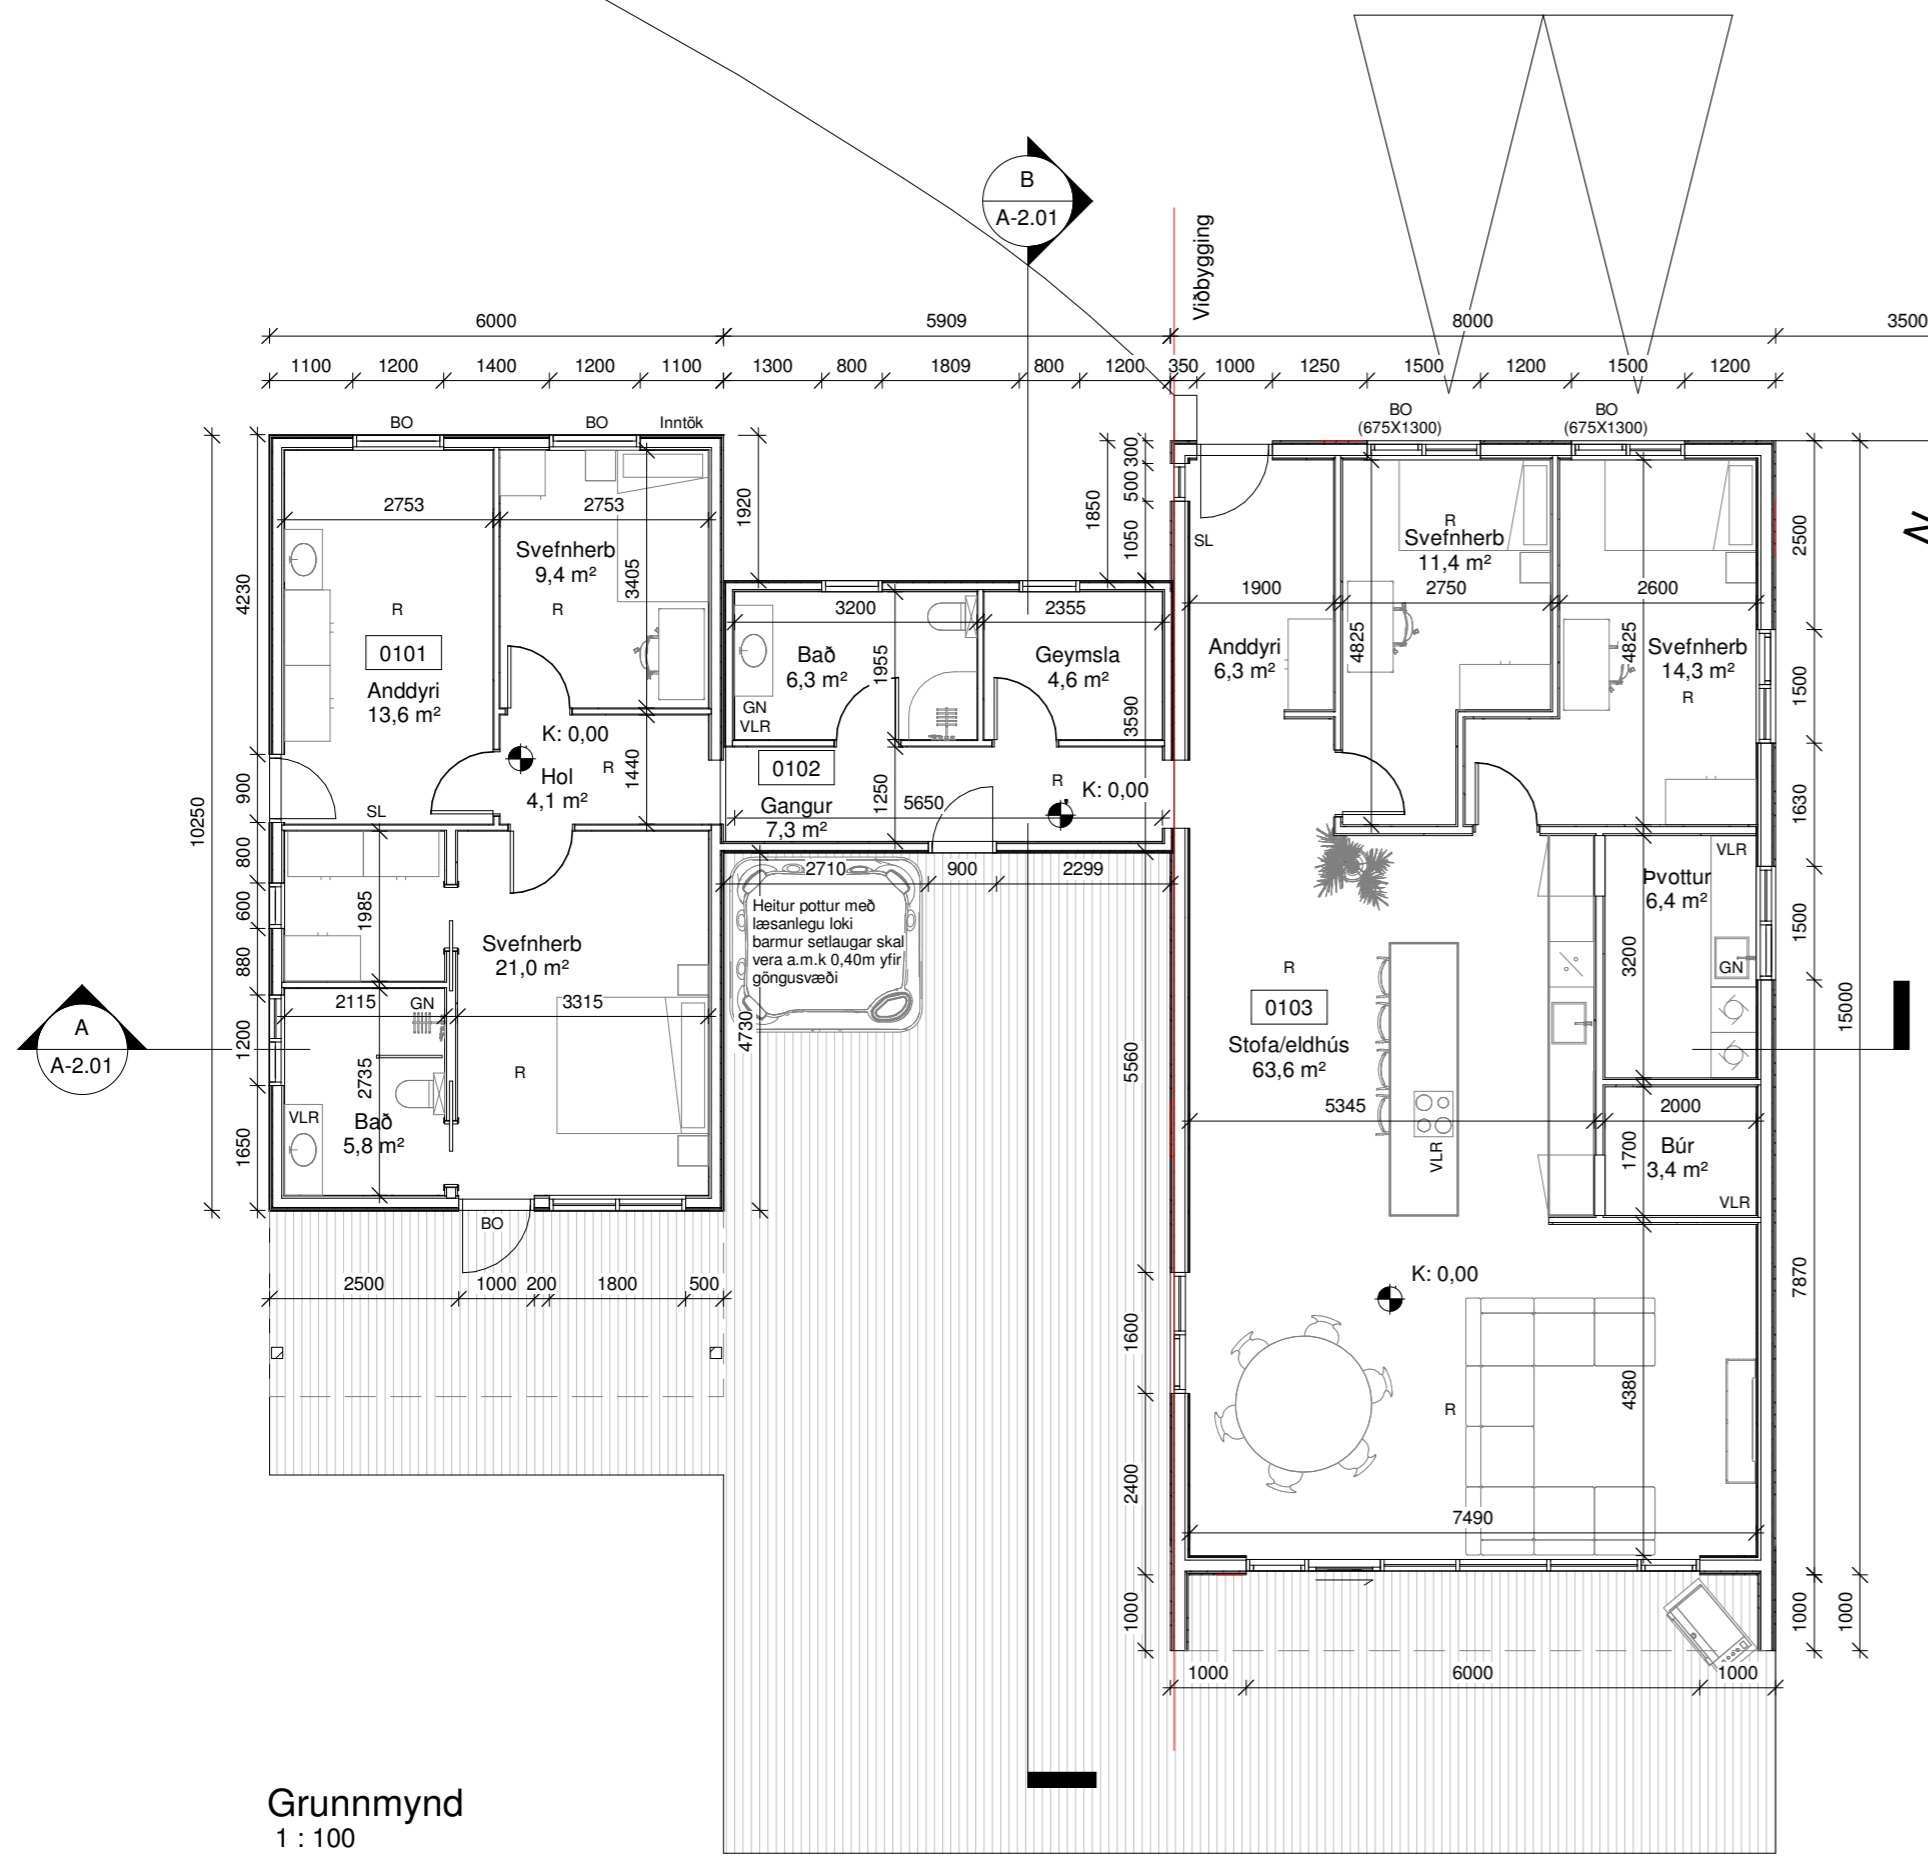 B
A-2.01
Viðbygging
6000
5909
8000
3500
1100
1200
1400
1200
1100
1300
800
1809
800
1200
350
1000
1250
1500
1200
1500
1200
BO
BO
Inntök
BO
(675X1300)
BO
(675X1300)
10250
4230
900
800
600
880
1200
1650
2753
2753
3405
Svefnherb
9,4 m²
R
R
0101
Anddyri
13,6 m²
K: 0,00
Hol
4,1 m²
R
1440
SL
1985
Svefnherb
21,0 m²
2115
GN
3315
2735
R
VLR
Bað
5,8 m²
BO
2500
1000
200
1800
500
A
A-2.01
1920
1850
3200
2355
1955
Bað
6,3 m²
GN
VLR
Geymsla
4,6 m²
3590
0102
Gangur
7,3 m²
1250
5650
R
K: 0,00
2710
900
2299
Heitur pottur með
læsanlegu loki
barmur setlaugar skal
vera a.m.k 0,40m yfir
göngusvæði
4730
300
500
1050
5560
1600
2400
1000
SL
1900
Anddyri
6,3 m²
R
Svefnherb
11,4 m²
2750
4825
2600
4825
Svefnherb
14,3 m²
R
N
2500
1500
1630
1500
7870
1000
15000
1000
VLR
Þvottur
6,4 m²
3200
GN
R
0103
Stofa/eldhús
63,6 m²
5345
VLR
2000
1700
Búr
3,4 m²
VLR
K: 0,00
4380
R
7490
1000
6000
1000
Grunnmynd
1 : 100